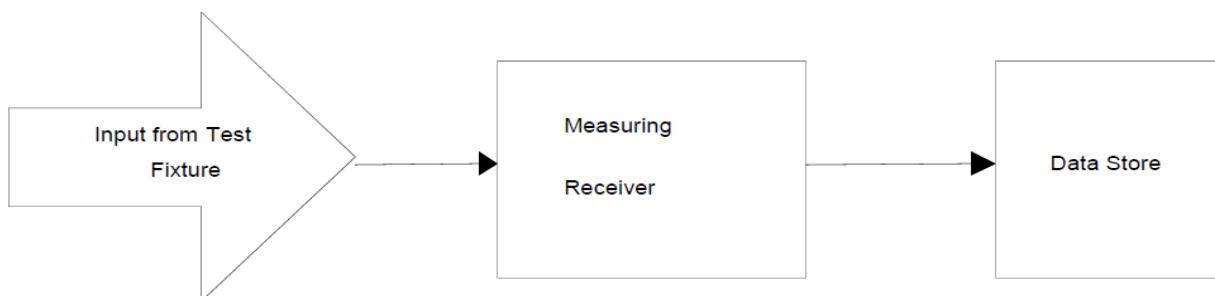 Input from Test
Fixture
Measuring
Receiver
Data Store